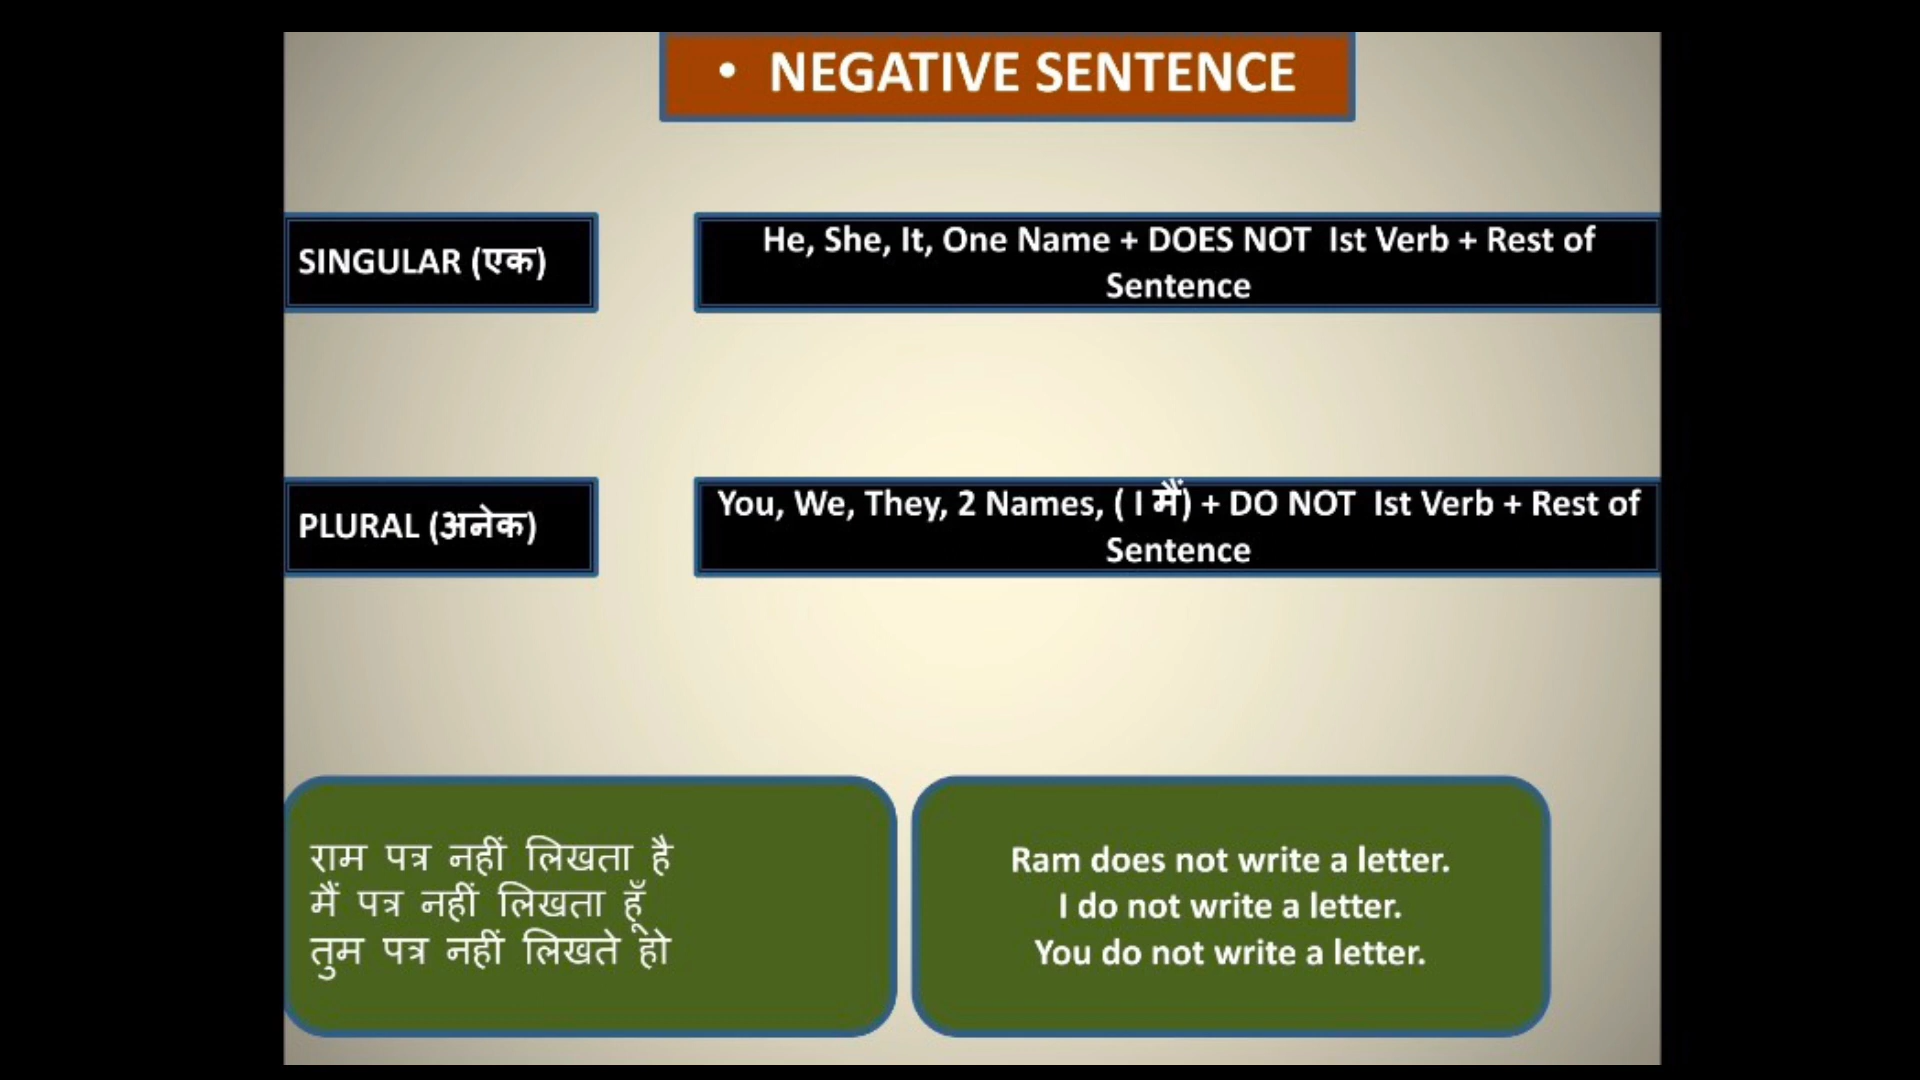 • NEGATIVE SENTENCE
SINGULAR (एक)
He, She, It, One Name + DOES NOT Ist Verb + Rest of
Sentence
PLURAL (अनेक)
You, We, They, 2 Names, ( I मैं) + DO NOT Ist Verb + Rest of
Sentence
राम पत्र नहीं लिखता है
मैं पत्र नहीं लिखता हूँ
तुम पत्र नहीं लिखते हो
Ram does not write a letter.
I do not write a letter.
You do not write a letter.